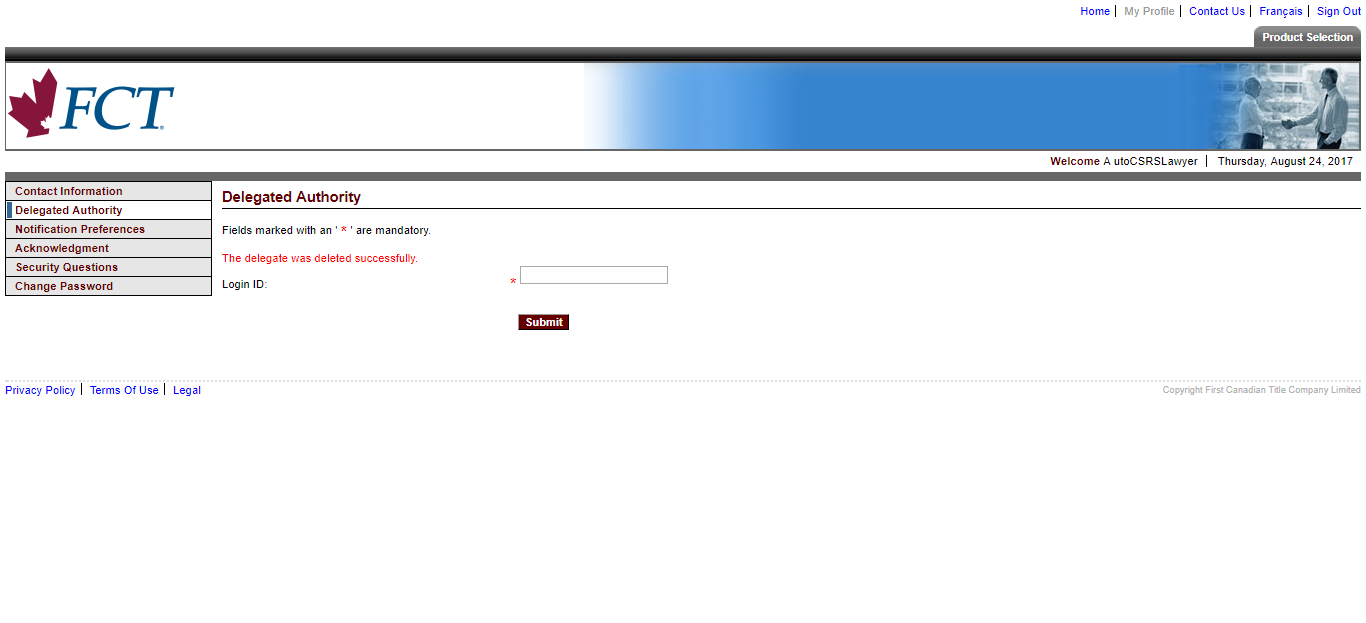 Home My Profile Contact Us Français Sign Out
Product Selection
FCT
Welcome A utoCSRSLawyer Thursday, August 24, 2017
Contact Information
Delegated Authority
Notification Preferences
Acknowledgment
Security Questions
Change Password
Delegated Authority
Fields marked with an ' * ' are mandatory.
The delegate was deleted successfully.
Login ID: *
Submit
Privacy Policy Terms Of Use Legal
Copyright First Canadian Title Company Limited